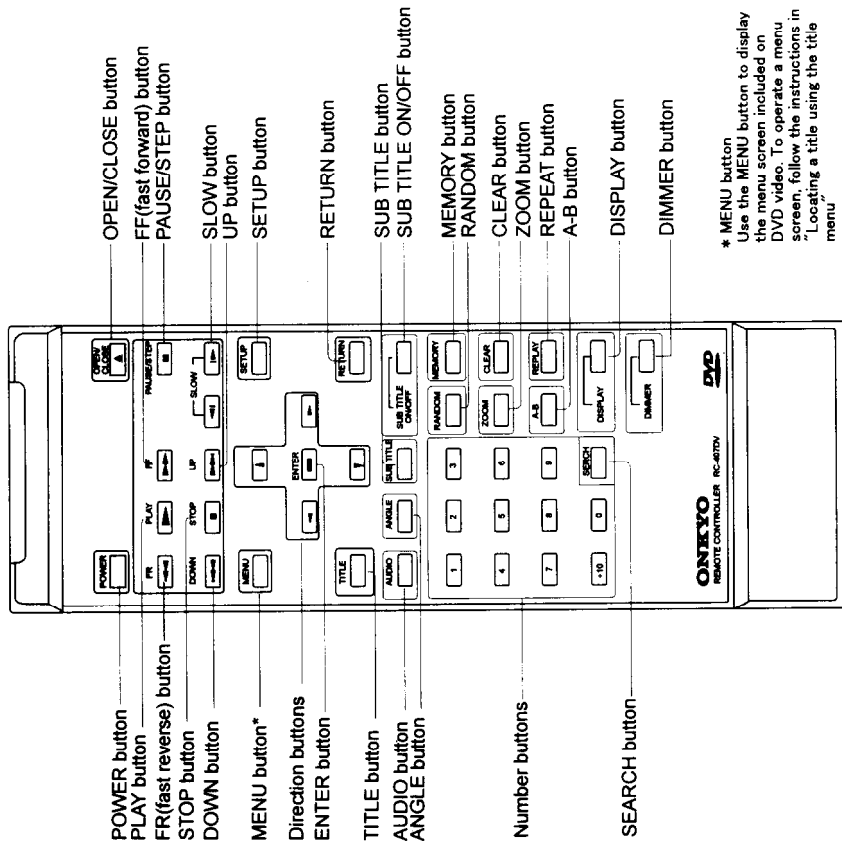 POWER button
PLAY button
FR(fast reverse) button
STOP button
DOWN button
MENU button*
Direction buttons
ENTER button
TITLE button
AUDIO button
ANGLE button
Number buttons
SEARCH button
POWER
OPEN/
CLOSE
FR
PLAY
FF
PAUSE/STEP
DOWN
STOP
UP
SLOW
MENU
SETUP
ENTER
TITLE
RETURN
AUDIO
ANGLE
SUB TITLE
SUB TITLE
ON/OFF
1
2
3
RANDOM
MEMORY
4
5
6
ZOOM
CLEAR
7
8
9
A-B
REPLAY
+10
0
SERCH
DISPLAY
DIMMER
ONKYO
REMOTE CONTROLLER RC-407DV
DVD
OPEN/CLOSE button
FF(fast forward) button
PAUSE/STEP button
SLOW button
UP button
SETUP button
RETURN button
SUB TITLE button
SUB TITLE ON/OFF button
MEMORY button
RANDOM button
CLEAR button
ZOOM button
REPEAT button
A-B button
DISPLAY button
DIMMER button
* MENU button
Use the MENU button to display
the menu screen included on
DVD video. To operate a menu
screen, follow the instructions in
"Locating a title using the title
menu"